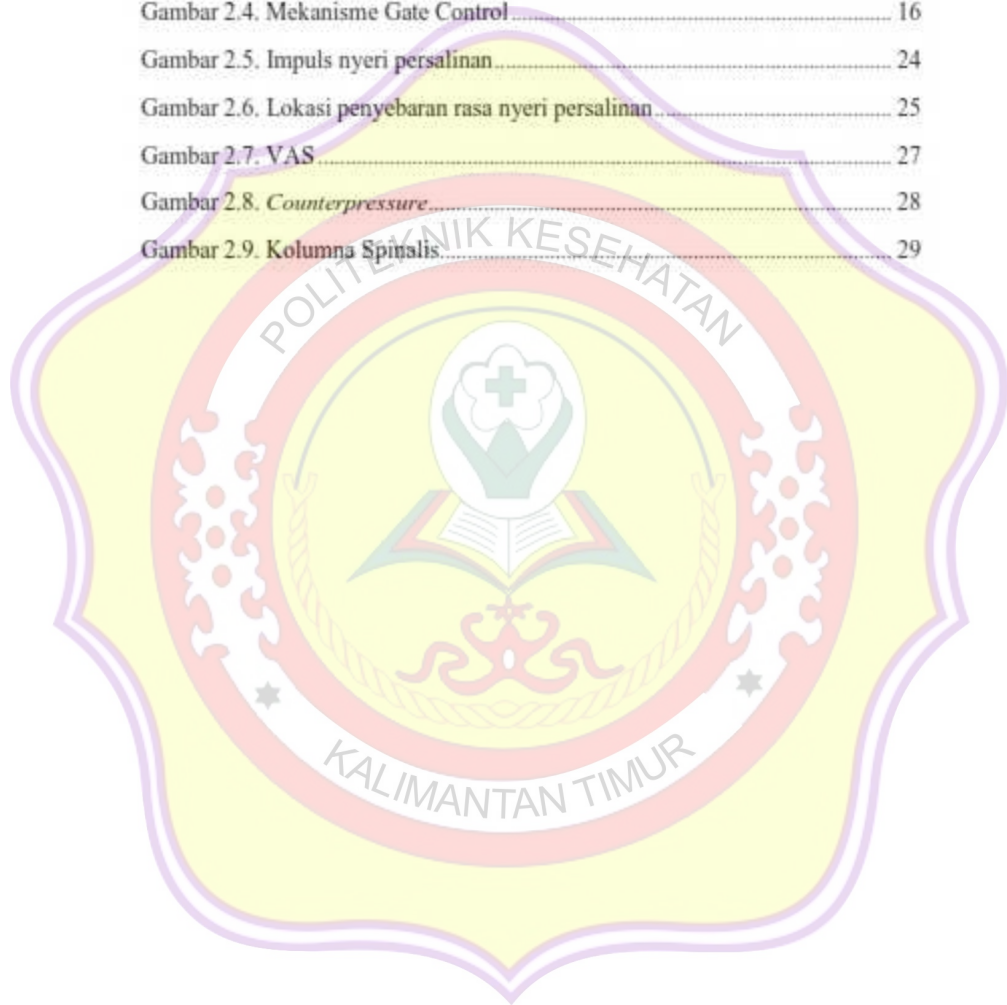 Gambar 2.4. Mekanisme Gate Control 16
Gambar 2.5. Impuls nyeri persalinan 24
Gambar 2.6. Lokasi penyebaran rasa nyeri persalinan 25
Gambar 2.7. VAS 27
Gambar 2.8. Counterpressure 28
Gambar 2.9. Kolumna Spinalis 29
POLITEKNIK KESEHATAN
KALIMANTAN TIMUR